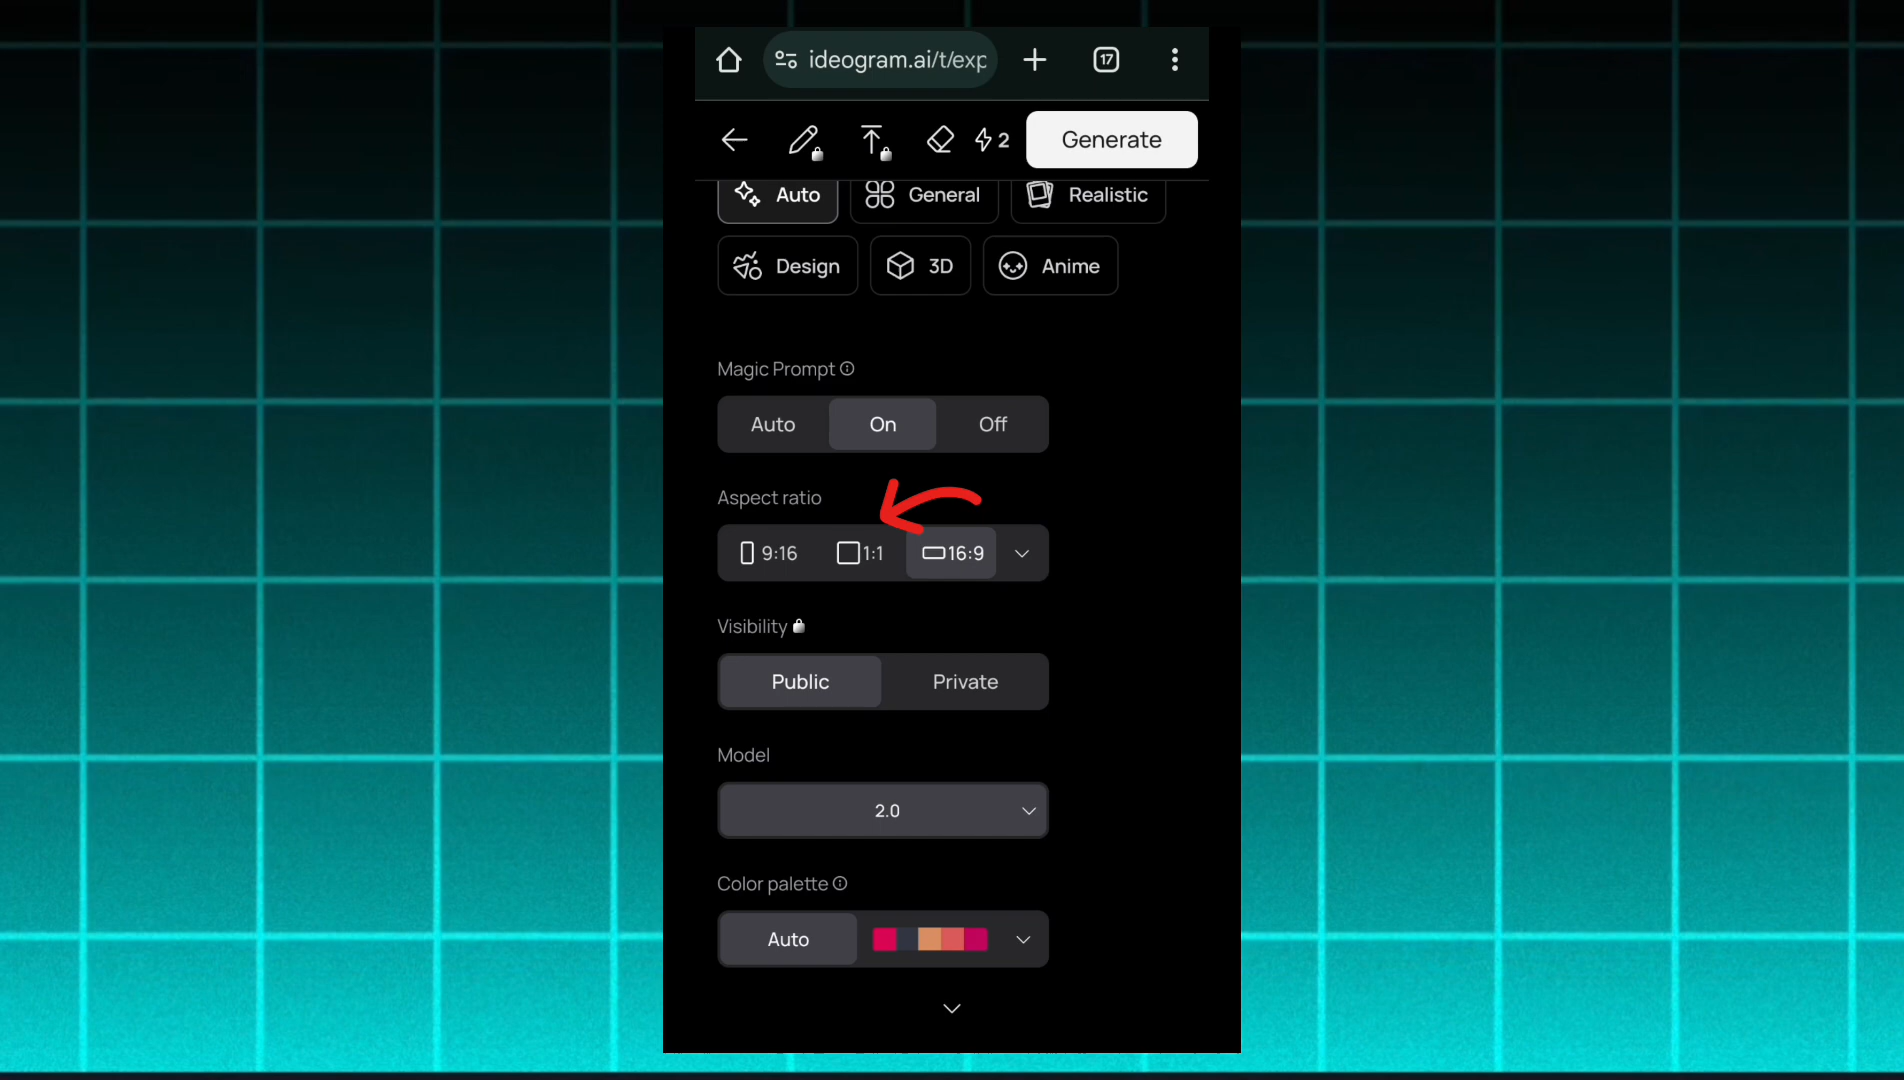 ideogram.ai/t/exp
17
2
Generate
Auto
General
Realistic
Design
3D
Anime
Magic Prompt
Auto
On
Off
Aspect ratio
9:16
1:1
16:9
Visibility
Public
Private
Model
2.0
Color palette
Auto